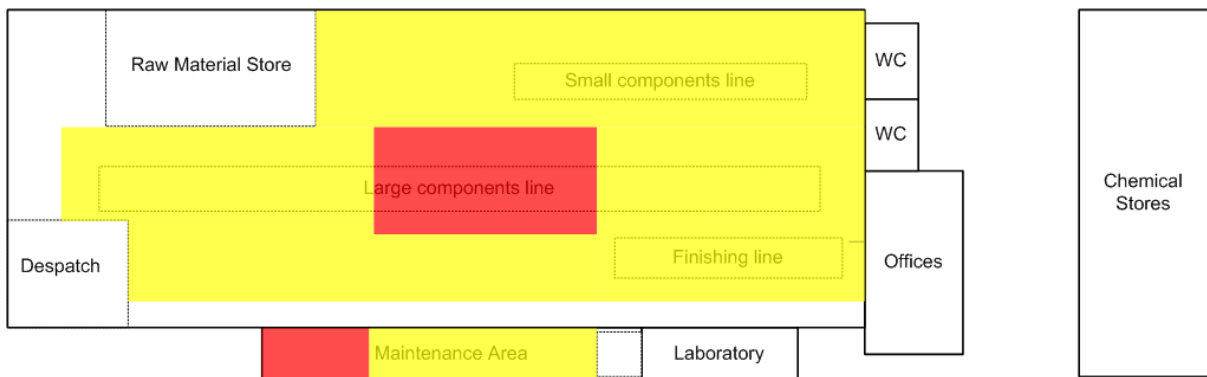 Raw Material Store
Small components line
WC
WC
Large components line
Chemical
Stores
Despatch
Finishing line
Offices
Maintenance Area
Laboratory